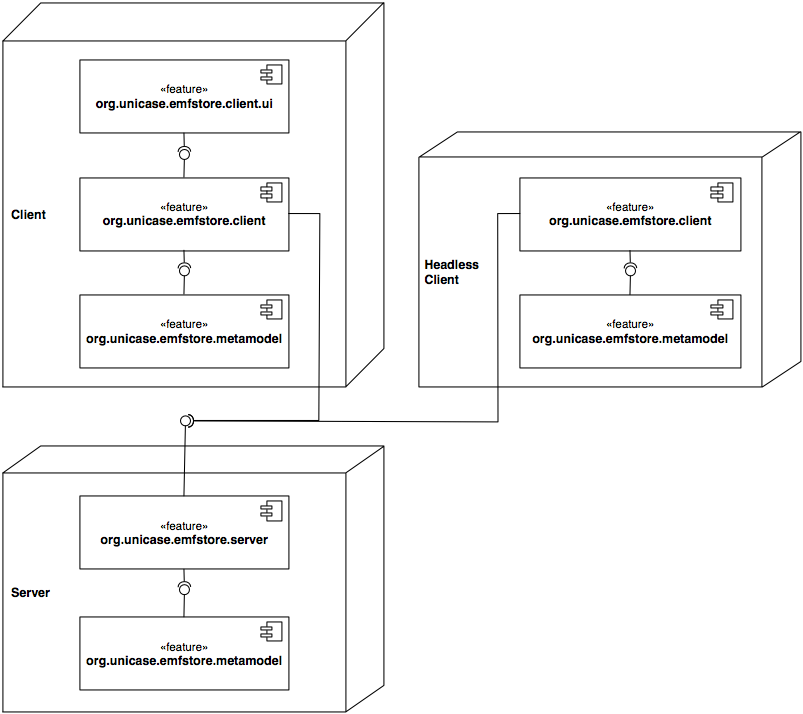 «feature»
org.unicase.emfstore.client.ui
Client
«feature»
org.unicase.emfstore.client
«feature»
org.unicase.emfstore.metamodel
Headless
Client
«feature»
org.unicase.emfstore.client
«feature»
org.unicase.emfstore.metamodel
Server
«feature»
org.unicase.emfstore.server
«feature»
org.unicase.emfstore.metamodel